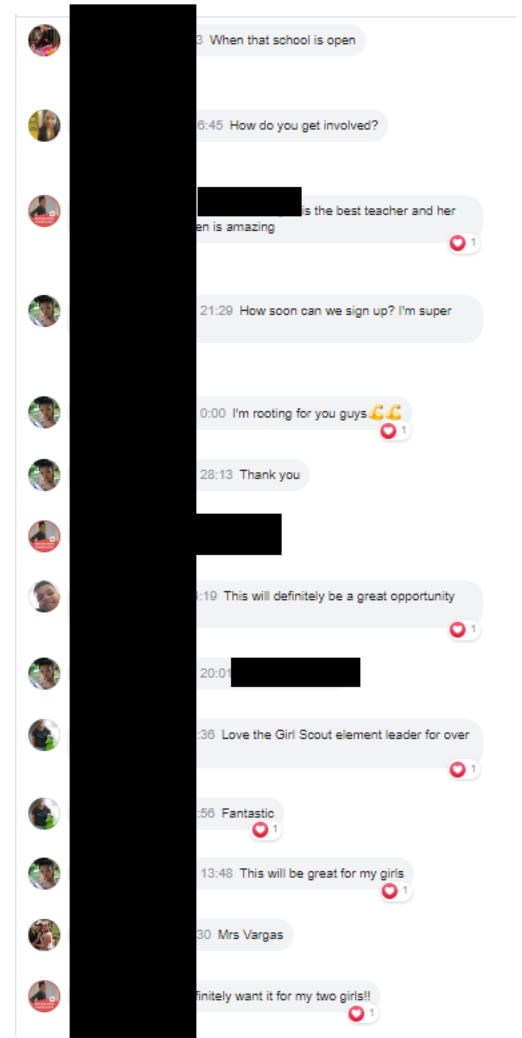 3 When that school is open
6:45 How do you get involved?
is the best teacher and her
en is amazing
1
21:29 How soon can we sign up? I'm super
0:00 I'm rooting for you guys💪💪
1
28:13 Thank you
:19 This will definitely be a great opportunity
1
20:01
:36 Love the Girl Scout element leader for over
1
:56 Fantastic
1
13:48 This will be great for my girls
1
30 Mrs Vargas
finitely want it for my two girls!!
1